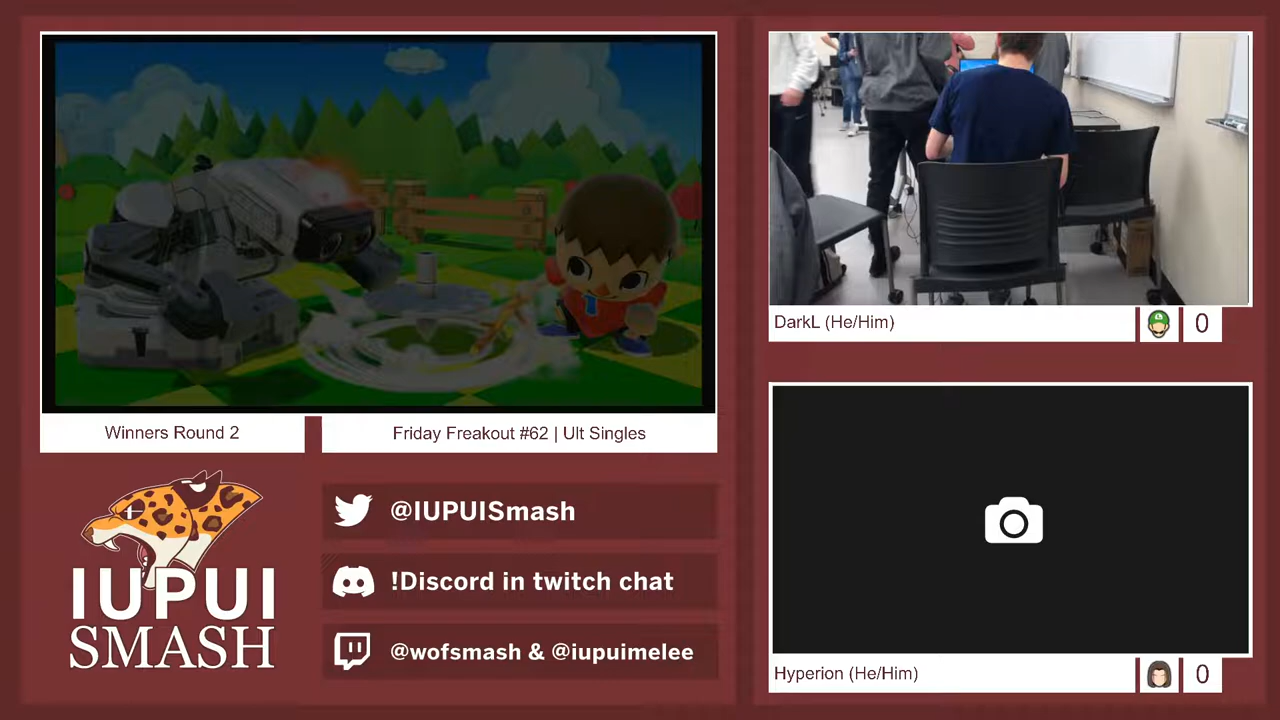 DarkL (He/Him)
0
Winners Round 2
Friday Freakout #62 | Ult Singles
@IUPUISmash
!Discord in twitch chat
@wofsmash & @iupuimelee
IUPUI
SMASH
Hyperion (He/Him)
0